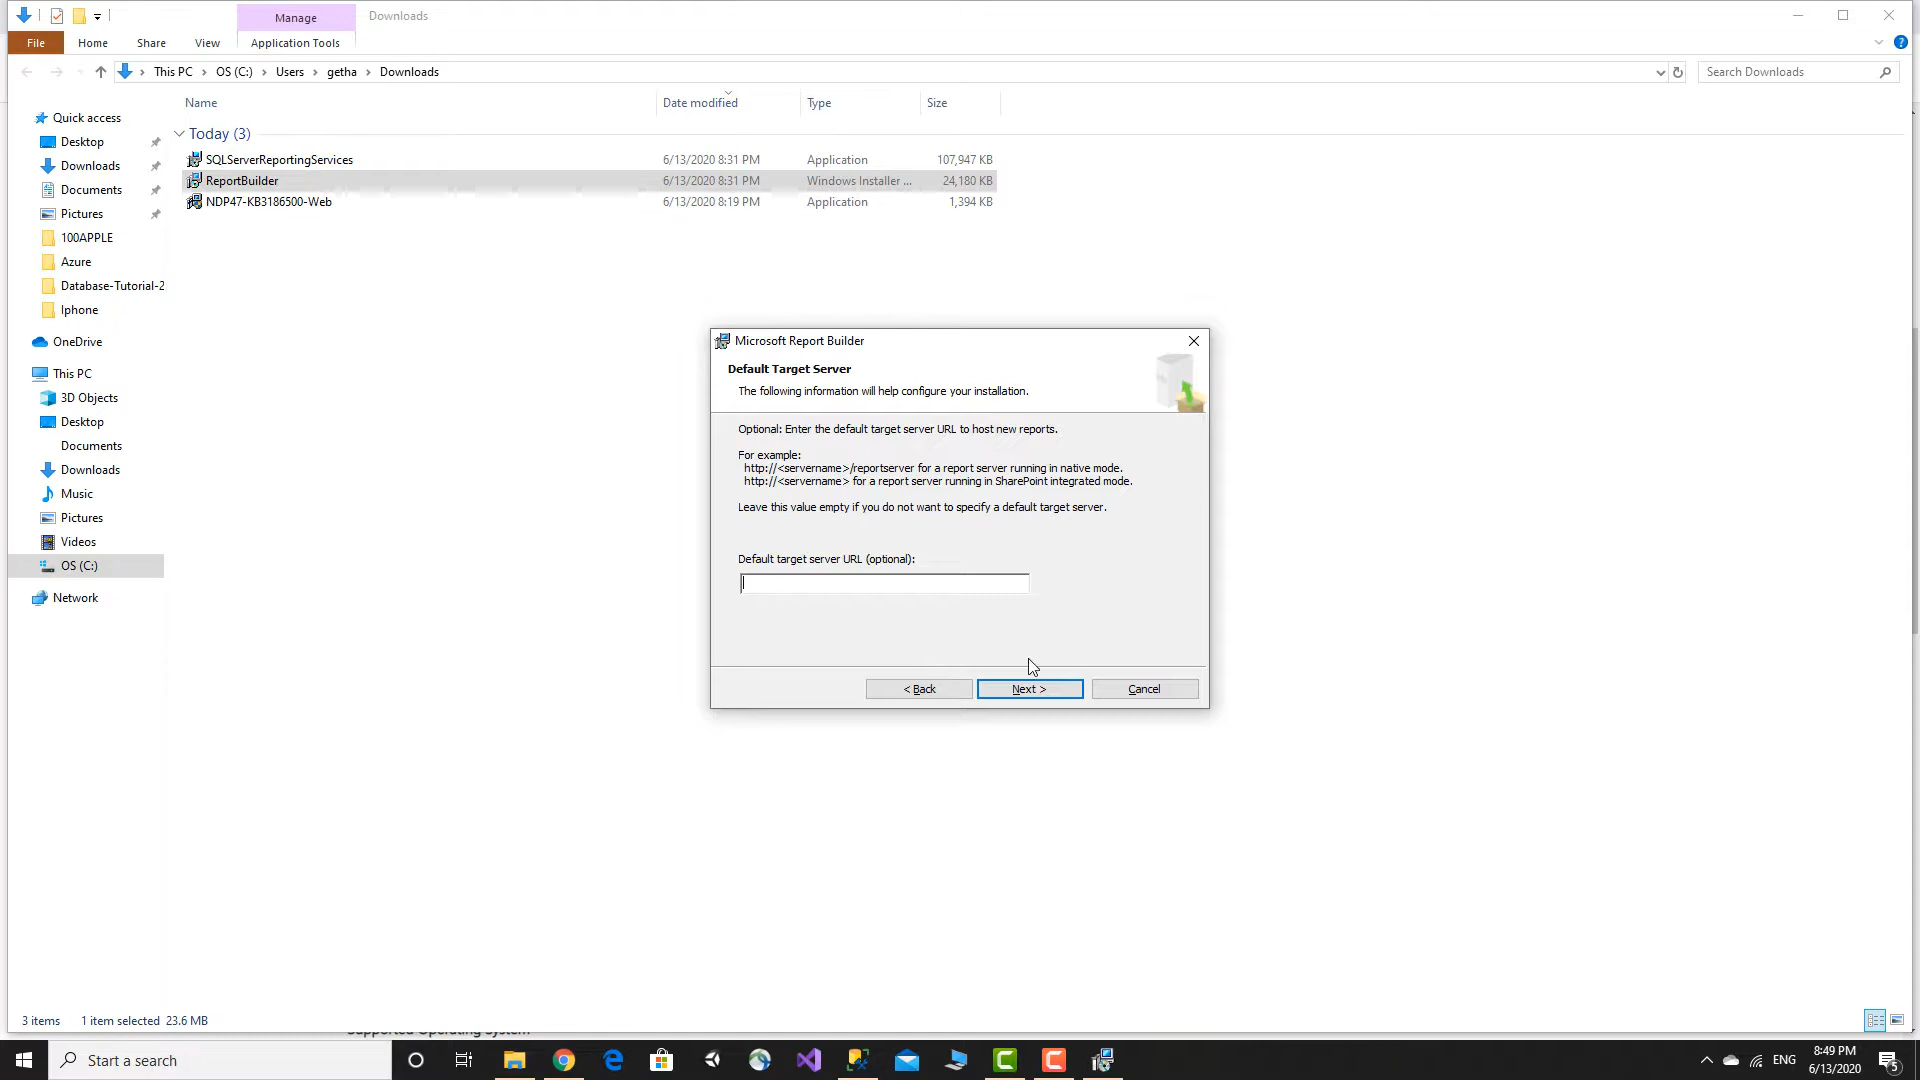 Manage
Downloads
File
Home
Share
View
Application Tools
This PC
OS (C:)
Users
getha
Downloads
Search Downloads
Name
Date modified
Type
Size
Today (3)
SQLServerReportingServices 6/13/2020 8:31 PM Application 107,947 KB
ReportBuilder 6/13/2020 8:31 PM Windows Installer ... 24,180 KB
NDP47-KB3186500-Web 6/13/2020 8:19 PM Application 1,394 KB
Quick access
Desktop
Downloads
Documents
Pictures
100APPLE
Azure
Database-Tutorial-2
Iphone
OneDrive
This PC
3D Objects
Desktop
Documents
Downloads
Music
Pictures
Videos
OS (C:)
Network
Microsoft Report Builder
Default Target Server
The following information will help configure your installation.
Optional: Enter the default target server URL to host new reports.
For example:
http://<servername>/reportserver for a report server running in native mode.
http://<servername> for a report server running in SharePoint integrated mode.
Leave this value empty if you do not want to specify a default target server.
Default target server URL (optional):
< Back
Next >
Cancel
3 items
1 item selected 23.6 MB
Supported Operating System
Start a search
ENG
8:49 PM
6/13/2020
5